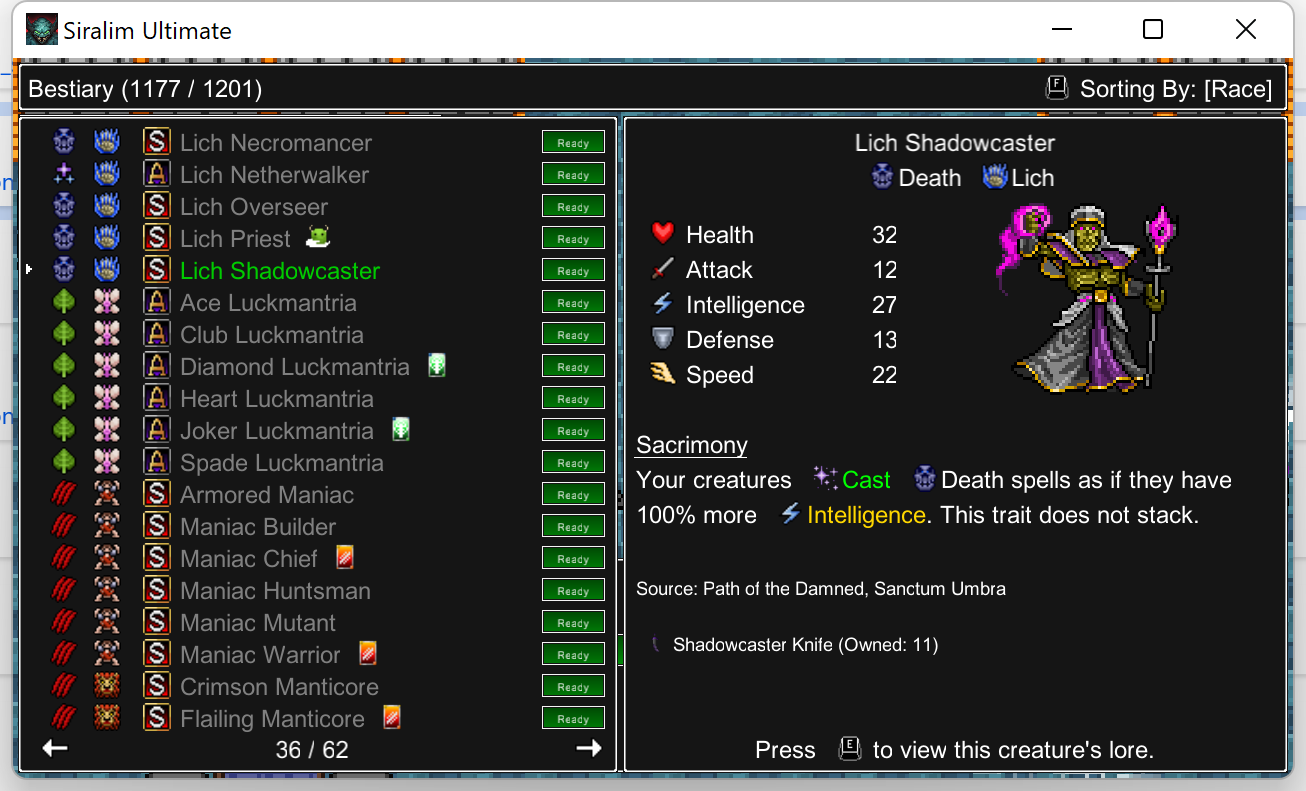 Siralim Ultimate
Bestiary (1177 / 1201)
F Sorting By: [Race]
S Lich Necromancer Ready
A Lich Netherwalker Ready
S Lich Overseer Ready
S Lich Priest Ready
S Lich Shadowcaster Ready
A Ace Luckmantria Ready
A Club Luckmantria Ready
A Diamond Luckmantria Ready
A Heart Luckmantria Ready
A Joker Luckmantria Ready
A Spade Luckmantria Ready
S Armored Maniac Ready
S Maniac Builder Ready
S Maniac Chief Ready
S Maniac Huntsman Ready
S Maniac Mutant Ready
S Maniac Warrior Ready
S Crimson Manticore Ready
S Flailing Manticore Ready
36 / 62
Lich Shadowcaster
Death Lich
Health 32
Attack 12
Intelligence 27
Defense 13
Speed 22
Sacrimony
Your creatures Cast Death spells as if they have
100% more Intelligence. This trait does not stack.
Source: Path of the Damned, Sanctum Umbra
Shadowcaster Knife (Owned: 11)
Press E to view this creature's lore.